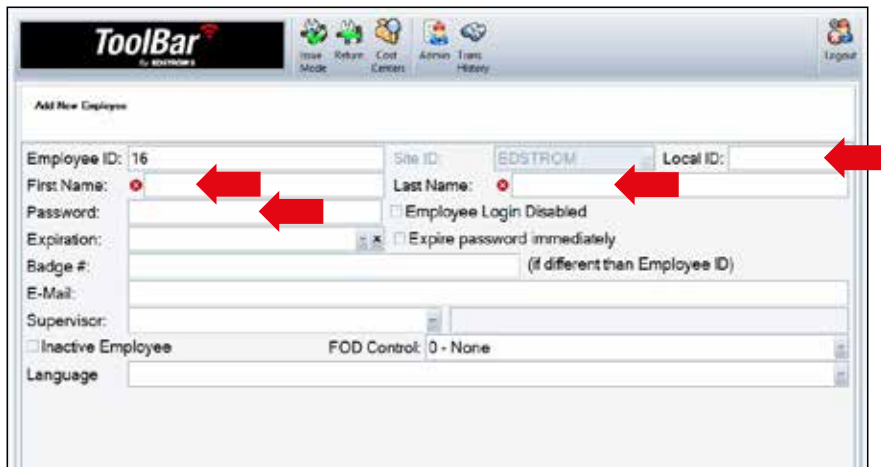 ToolBar
By EDSTROMS
Issue Mode Return Cost Centers Admin Trans History Logout
Add New Employee
Employee ID: 16 Site ID: EDSTROM Local ID:
First Name: Last Name:
Password: Employee Login Disabled
Expiration: Expire password immediately
Badge #: (if different than Employee ID)
E-Mail:
Supervisor:
Inactive Employee FOD Control: 0 - None
Language